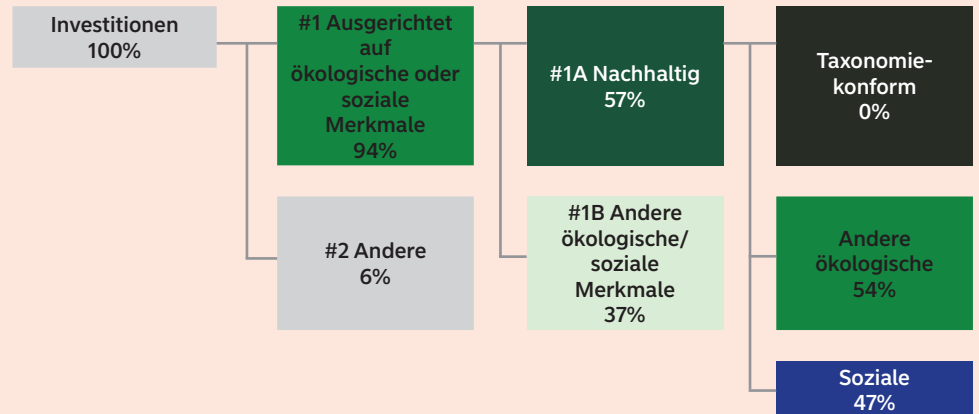 Investitionen
100%
#1 Ausgerichtet
auf
ökologische oder
soziale
Merkmale
94%
#1A Nachhaltig
57%
Taxonomie-
konform
0%
#2 Andere
6%
#1B Andere
ökologische/
soziale
Merkmale
37%
Andere
ökologische
54%
Soziale
47%